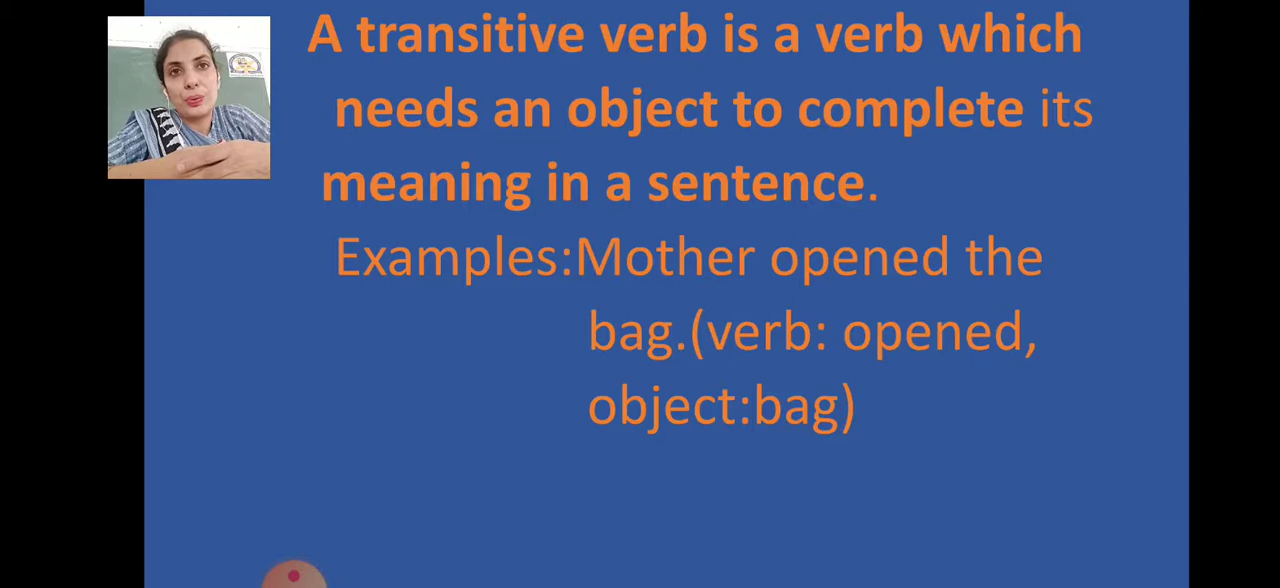 A transitive verb is a verb which
needs an object to complete its
meaning in a sentence.
Examples:Mother opened the
bag.(verb: opened,
object:bag)